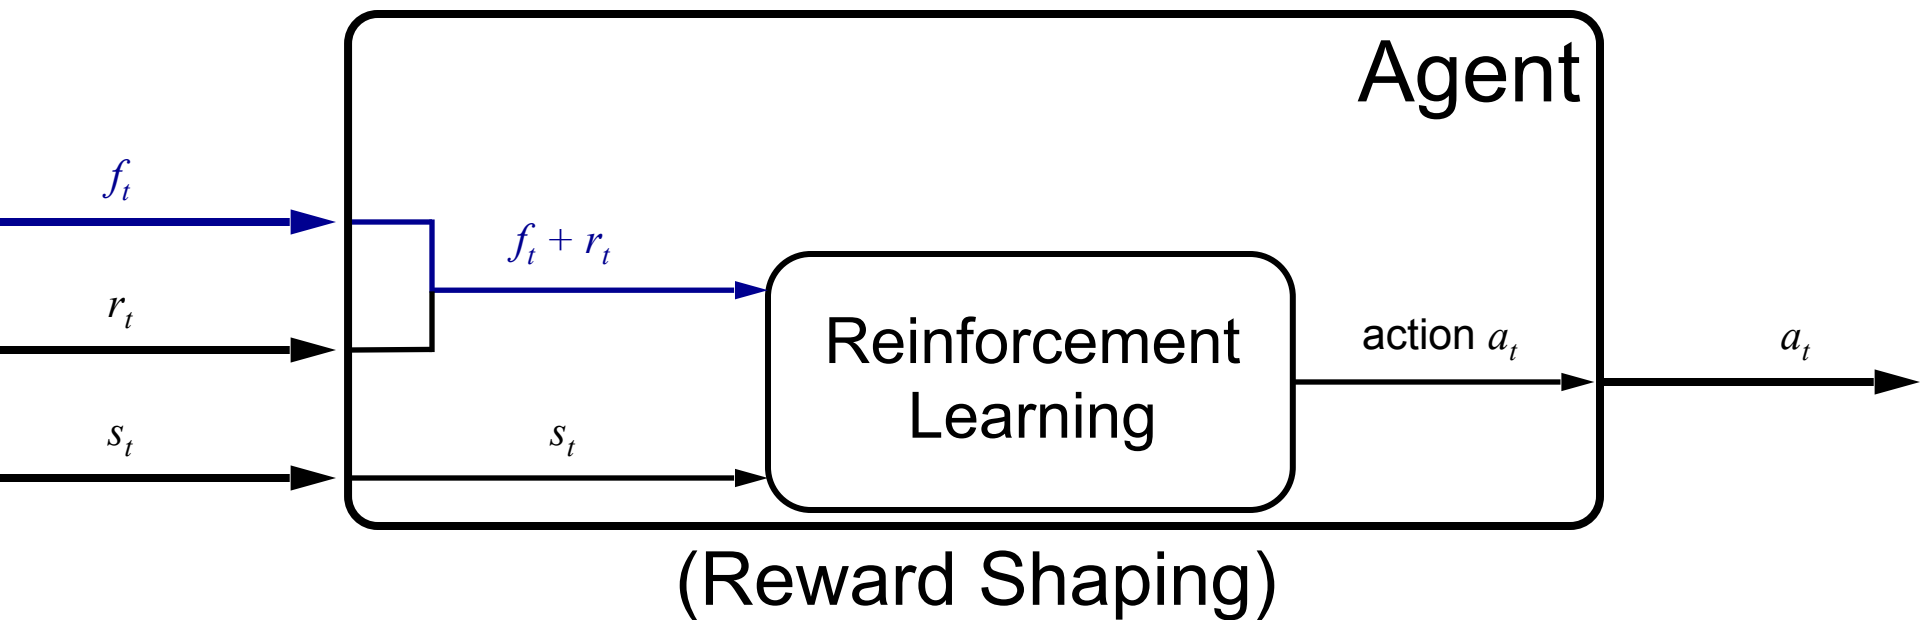 Agent
f_t
f_t + r_t
r_t
Reinforcement
Learning
action a_t
a_t
s_t
s_t
(Reward Shaping)